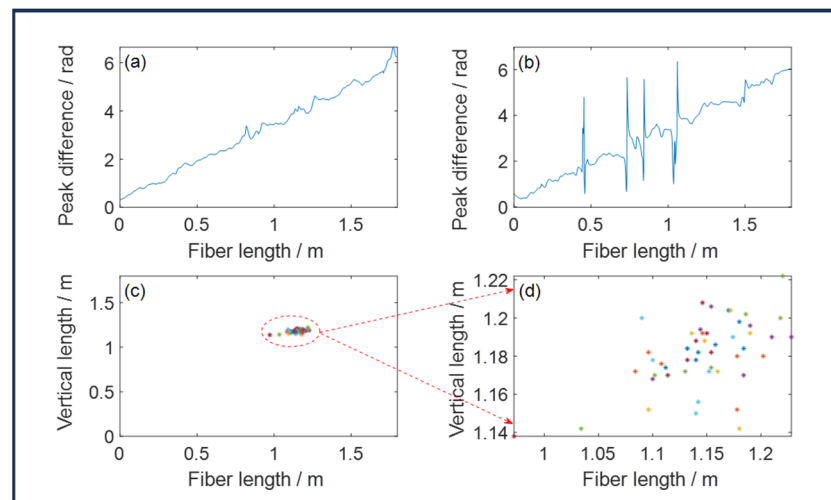 (a)
Peak difference / rad
6
4
2
0
0 0.5 1 1.5
Fiber length / m
(b)
Peak difference / rad
6
4
2
0
0 0.5 1 1.5
Fiber length / m
(c)
Vertical length / m
1.5
1
0.5
0
0 0.5 1 1.5
Fiber length / m
(d)
Vertical length / m
1.22
1.2
1.18
1.16
1.14
1 1.05 1.1 1.15 1.2
Fiber length / m